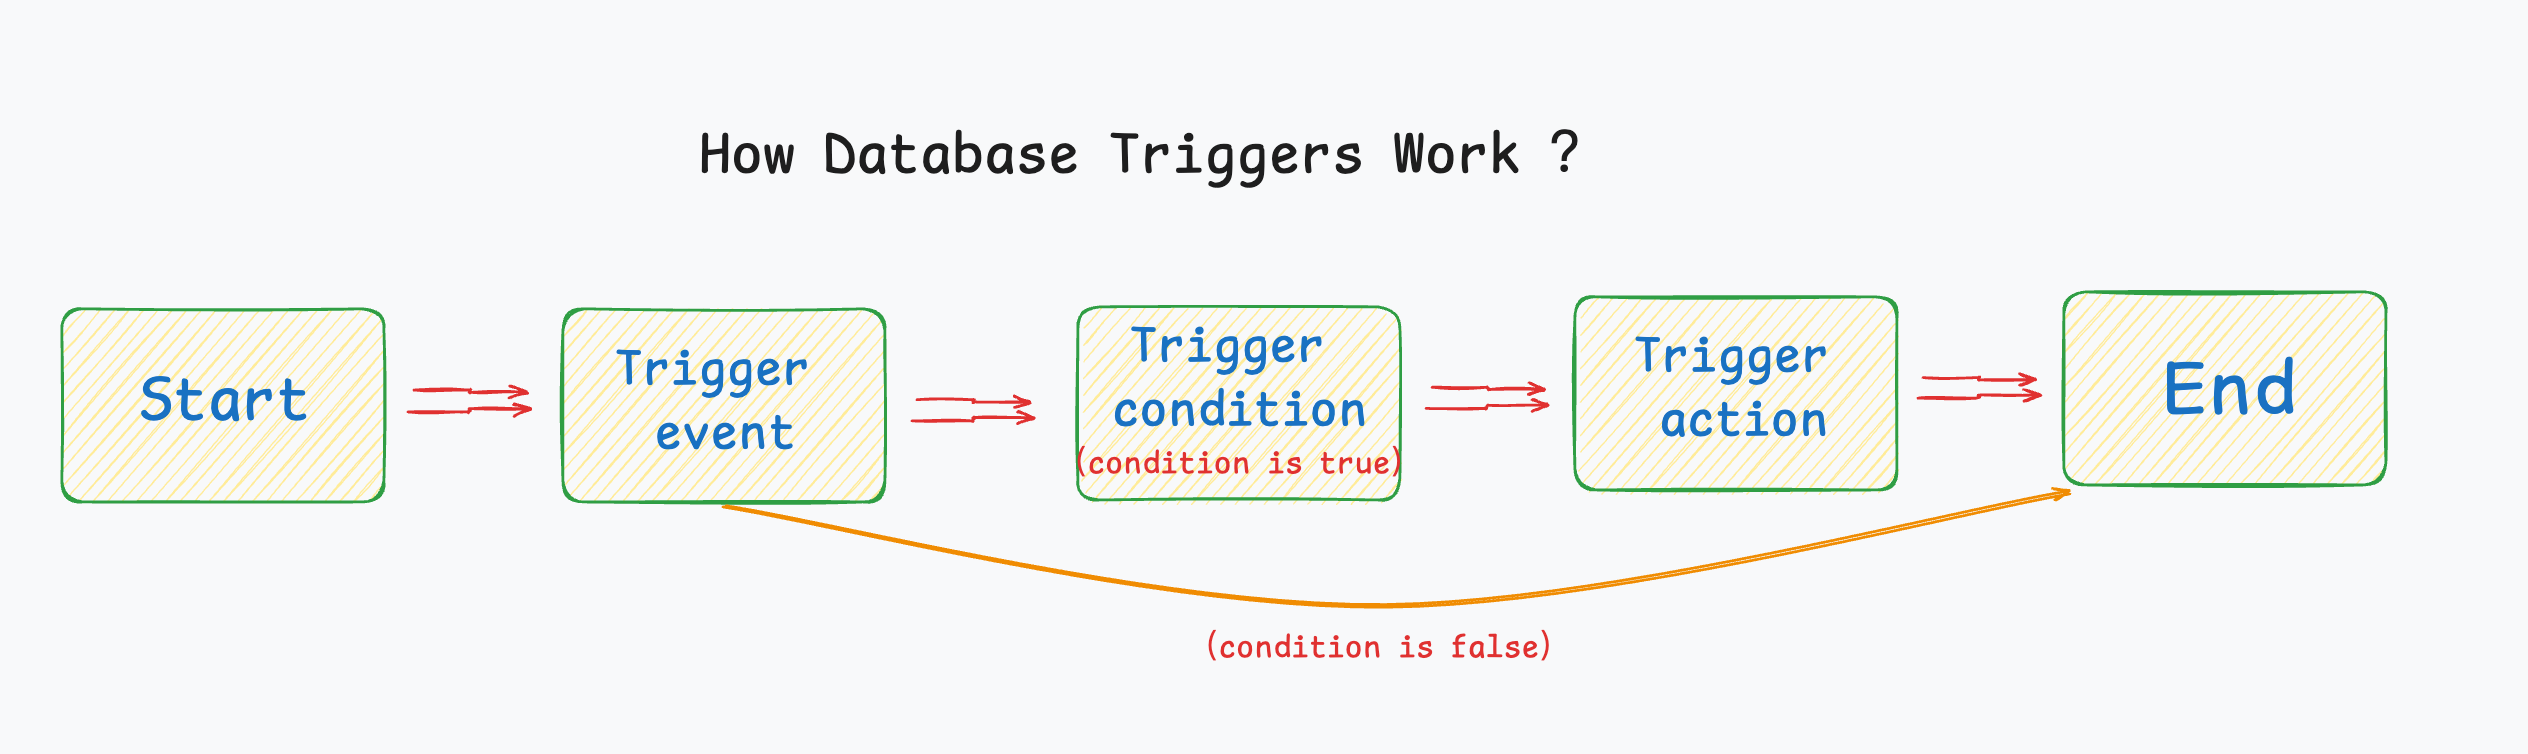 How Database Triggers Work ?
Start
Trigger
event
Trigger
condition
(condition is true)
Trigger
action
End
(condition is false)